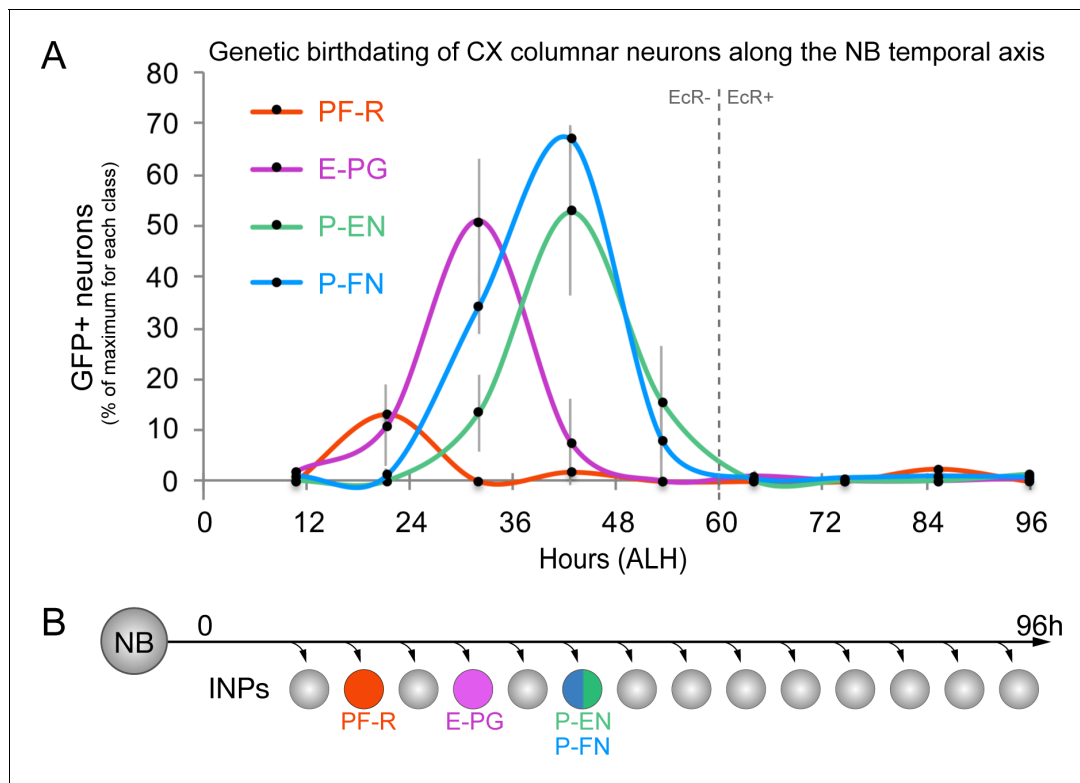 A
Genetic birthdating of CX columnar neurons along the NB temporal axis
GFP+ neurons
(% of maximum for each class)
80
70
60
50
40
30
20
10
0
PF-R
E-PG
P-EN
P-FN
EcR-
EcR+
0
12
24
36
48
60
72
84
96
Hours (ALH)
B
NB
0
96h
INPs
PF-R
E-PG
P-EN
P-FN